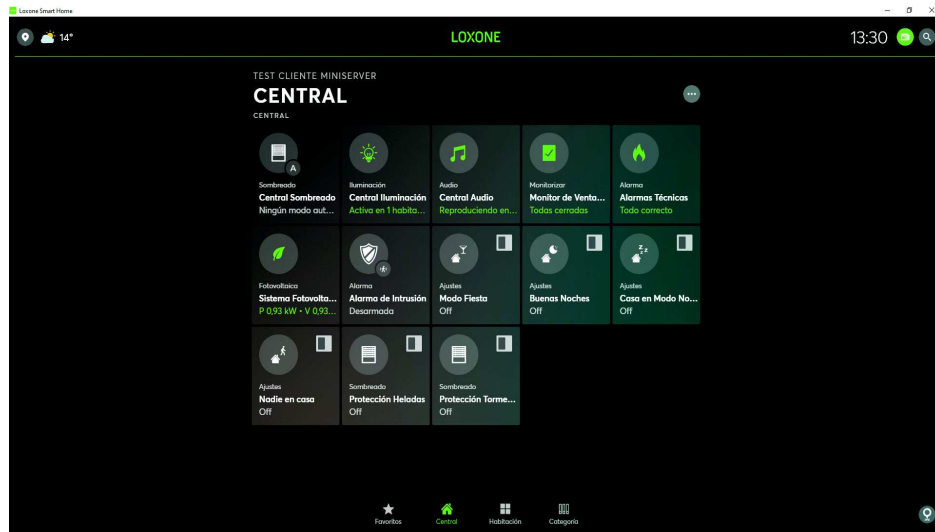 Loxone Smart Home
14°
LOXONE
13:30
TEST CLIENTE MINISERVER
CENTRAL
CENTRAL
A
Sombreado
Central Sombreado
Ningún modo aut...
Iluminación
Central Iluminación
Activa en 1 habita...
Audio
Central Audio
Reproduciendo en...
Monitorizar
Monitor de Venta...
Todas cerradas
Alarma
Alarmas Técnicas
Todo correcto
Fotovoltaica
Sistema Fotovolta...
P 0,93 kW • V 0,93...
Alarma
Alarma de Intrusión
Desarmada
Ajustes
Modo Fiesta
Off
Ajustes
Buenas Noches
Off
z z z
Ajustes
Casa en Modo No...
Off
Ajustes
Nadie en casa
Off
Sombreado
Protección Heladas
Off
Sombreado
Protección Torme...
Off
Favoritos
Central
Habitación
Categoría